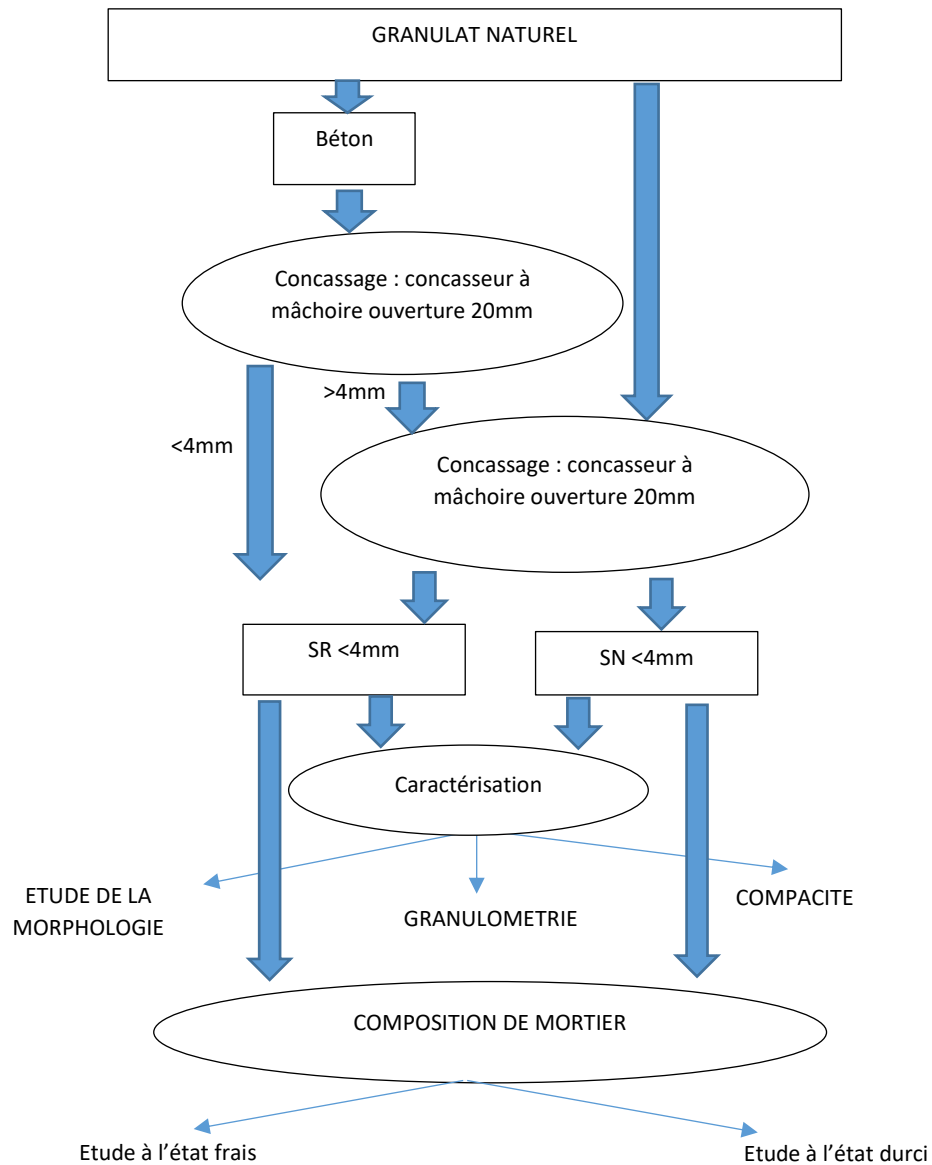 GRANULAT NATUREL
Béton
Concassage : concasseur à
mâchoire ouverture 20mm
>4mm
<4mm
Concassage : concasseur à
mâchoire ouverture 20mm
SR <4mm
SN <4mm
Caractérisation
ETUDE DE LA
MORPHOLOGIE
GRANULOMETRIE
COMPACITE
COMPOSITION DE MORTIER
Etude à l’état frais
Etude à l’état durci